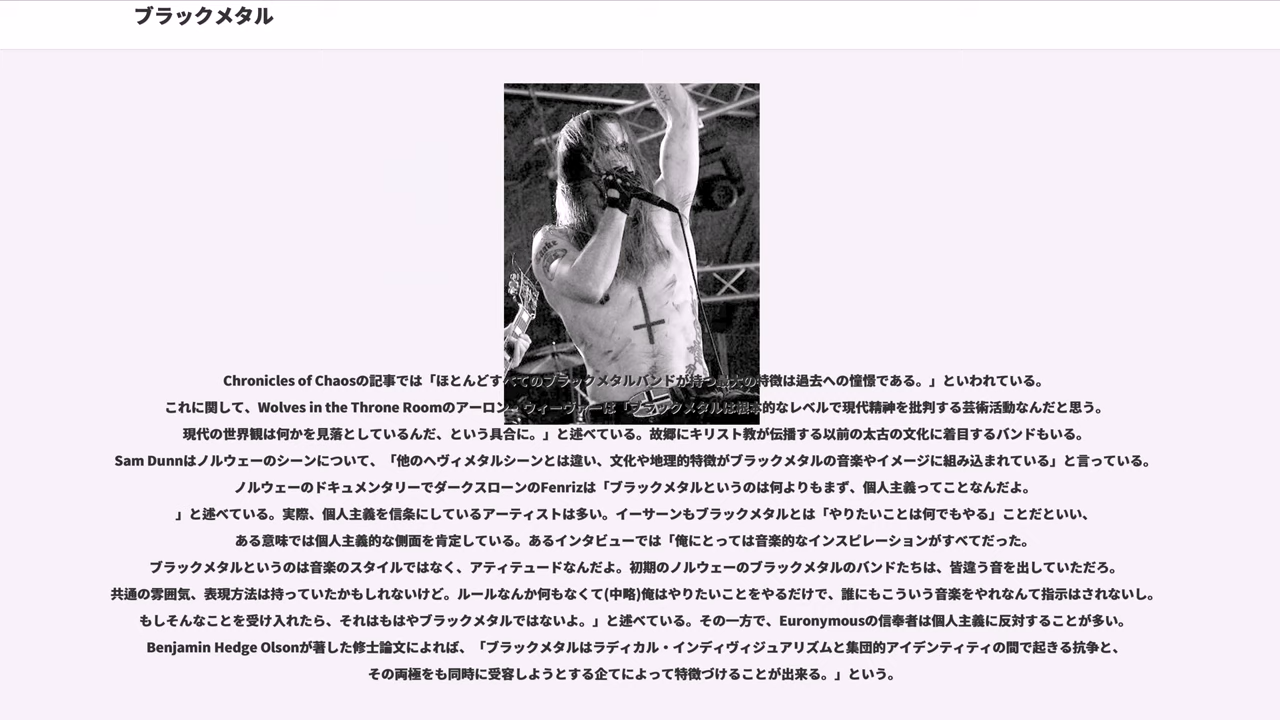 ブラックメタル
Chronicles of Chaosの記事では「ほとんどすべてのブラックメタルバンドが持つ最大の特徴は過去への憧憬である。」といわれている。
これに関して、Wolves in the Throne Roomのアーロン・ウィーヴァーは「ブラックメタルは根本的なレベルで現代精神を批判する芸術活動なんだと思う。
現代の世界観は何かを見落としているんだ、という具合に。」と述べている。故郷にキリスト教が伝播する以前の太古の文化に着目するバンドもいる。
Sam Dunnはノルウェーのシーンについて、「他のヘヴィメタルシーンとは違い、文化や地理的特徴がブラックメタルの音楽やイメージに組み込まれている」と言っている。
ノルウェーのドキュメンタリーでダークスローンのFenrizは「ブラックメタルというのは何よりもまず、個人主義ってことなんだよ。
」と述べている。実際、個人主義を信条にしているアーティストは多い。イーサーンもブラックメタルとは「やりたいことは何でもやる」ことだといい、
ある意味では個人主義的な側面を肯定している。あるインタビューでは「俺にとっては音楽的なインスピレーションがすべてだった。
ブラックメタルというのは音楽のスタイルではなく、アティテュードなんだよ。初期のノルウェーのブラックメタルのバンドたちは、皆違う音を出していただろ。
共通の雰囲気、表現方法は持っていたかもしれないけど。ルールなんか何もなくて(中略)俺はやりたいことをやるだけで、誰にもこういう音楽をやれなんて指示はされないし。
もしそんなことを受け入れたら、それはもはやブラックメタルではないよ。」と述べている。その一方で、Euronymousの信奉者は個人主義に反対することが多い。
Benjamin Hedge Olsonが著した修士論文によれば、「ブラックメタルはラディカル・インディヴィジュアリズムと集団的アイデンティティの間で起きる抗争と、
その両極をも同時に受容しようとする企てによって特徴づけることが出来る。」という。